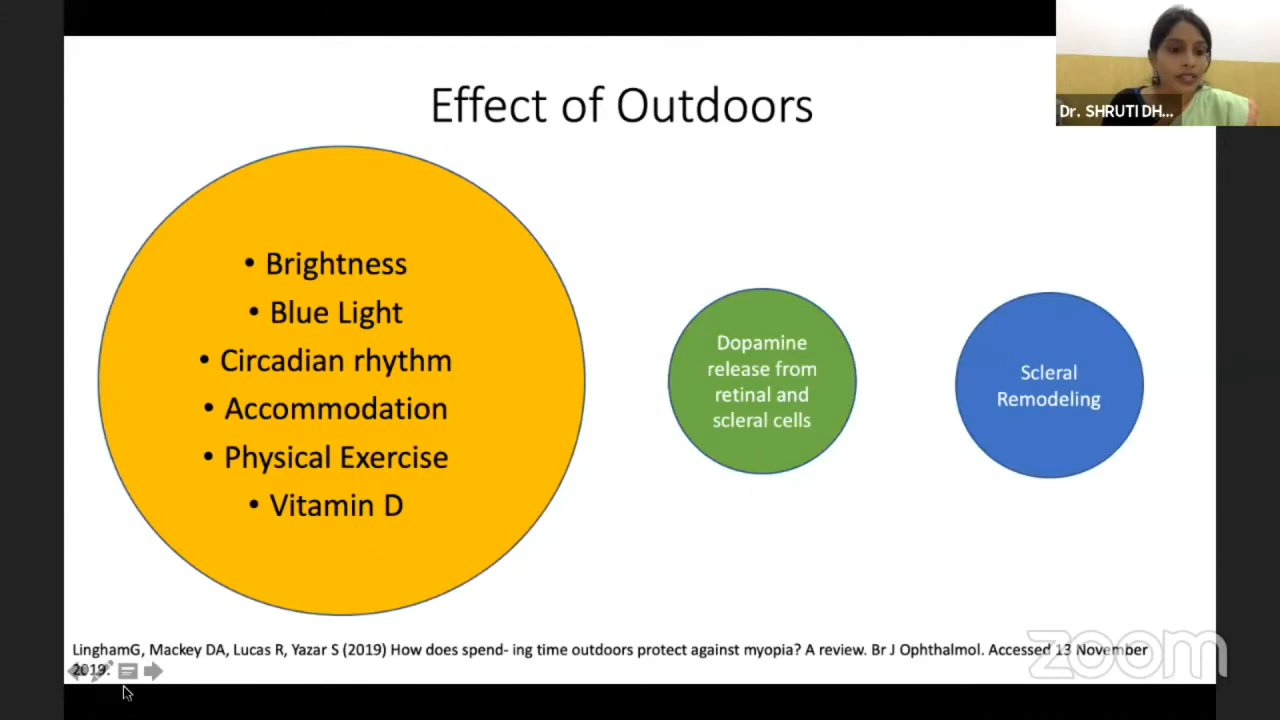 Effect of Outdoors
Dr. SHRUTI DH...
• Brightness
• Blue Light
• Circadian rhythm
• Accommodation
• Physical Exercise
• Vitamin D
Dopamine
release from
retinal and
scleral cells
Scleral
Remodeling
LinghamG, Mackey DA, Lucas R, Yazar S (2019) How does spend- ing time outdoors protect against myopia? A review. Br J Ophthalmol. Accessed 13 November
2019.
zoom